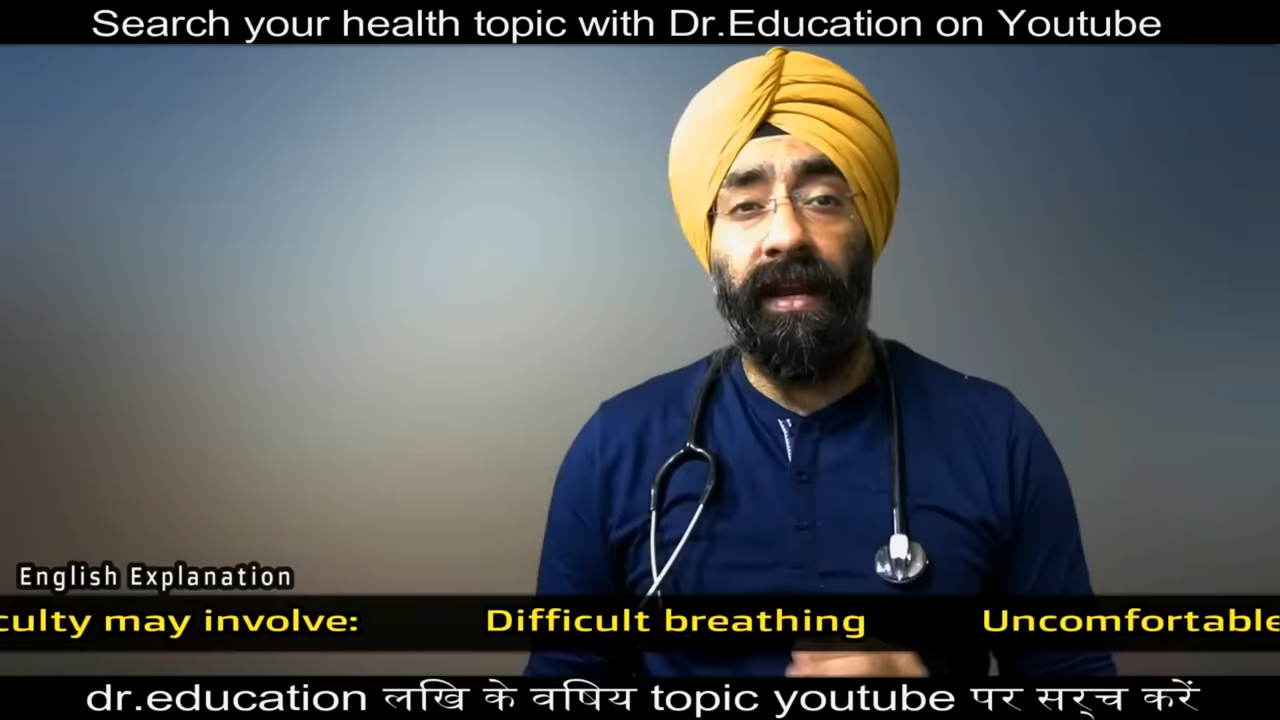 Search your health topic with Dr.Education on Youtube
English Explanation
culty may involve: Difficult breathing Uncomfortable
dr.education लखि के वषिय topic youtube पर सर्च करें